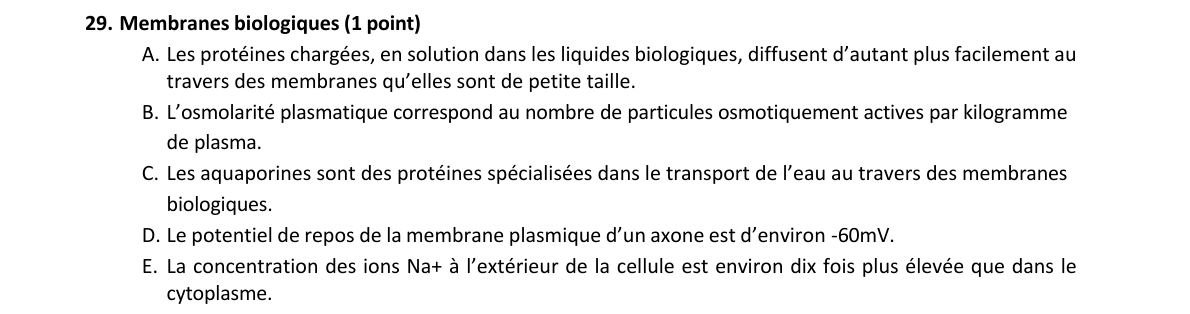 29. Membranes biologiques (1 point)
A. Les protéines chargées, en solution dans les liquides biologiques, diffusent d’autant plus facilement au
travers des membranes qu’elles sont de petite taille.
B. L’osmolarité plasmatique correspond au nombre de particules osmotiquement actives par kilogramme
de plasma.
C. Les aquaporines sont des protéines spécialisées dans le transport de l’eau au travers des membranes
biologiques.
D. Le potentiel de repos de la membrane plasmique d’un axone est d’environ -60mV.
E. La concentration des ions Na+ à l’extérieur de la cellule est environ dix fois plus élevée que dans le
cytoplasme.